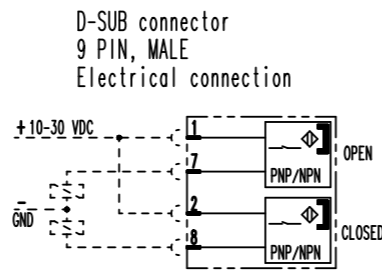 D-SUB connector
9 PIN, MALE
Electrical connection
+10-30 VDC
1
OPEN
7
PNP/NPN
-
GND
2
CLOSED
8
PNP/NPN